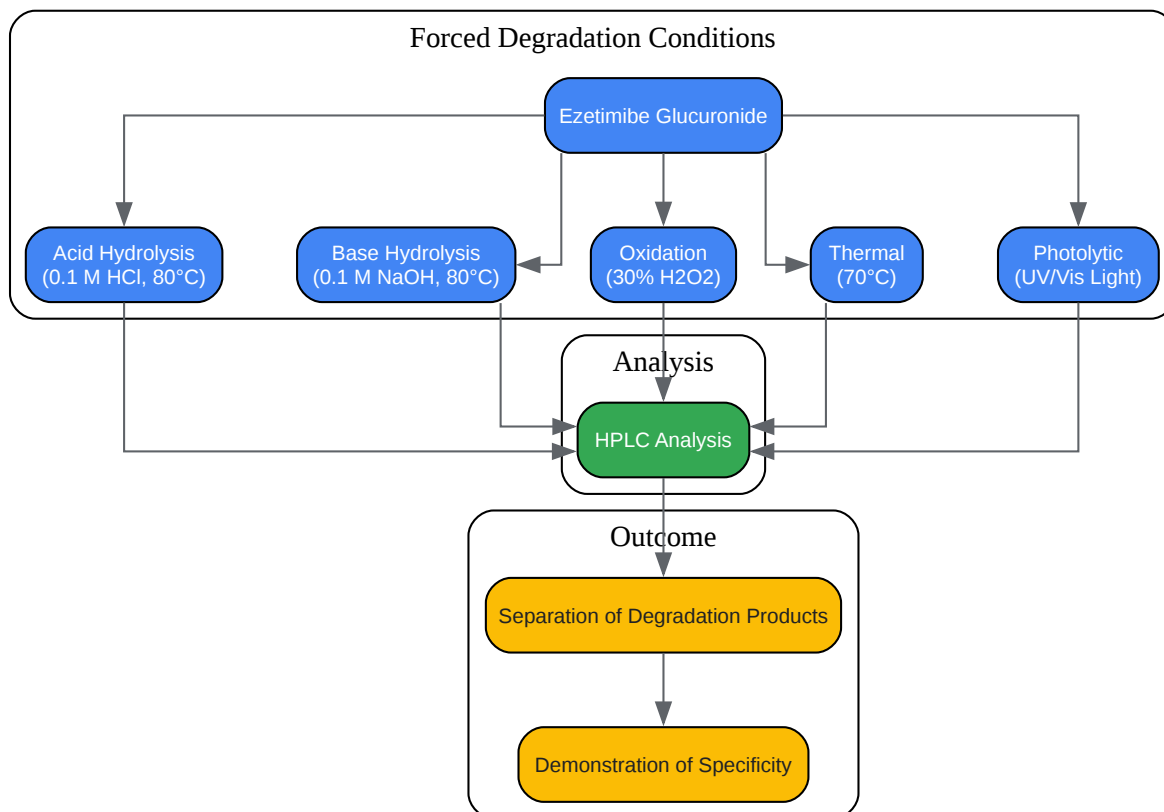 Forced Degradation Conditions
Ezetimibe Glucuronide
Acid Hydrolysis
(0.1 M HCl, 80°C)
Base Hydrolysis
(0.1 M NaOH, 80°C)
Oxidation
(30% H2O2)
Thermal
(70°C)
Photolytic
(UV/Vis Light)
Analysis
HPLC Analysis
Outcome
Separation of Degradation Products
Demonstration of Specificity